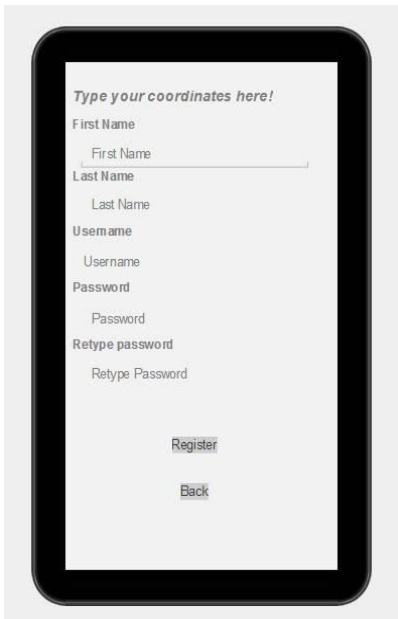 Type your coordinates here!
First Name
First Name
Last Name
Last Name
Username
Username
Password
Password
Retype password
Retype Password
Register
Back